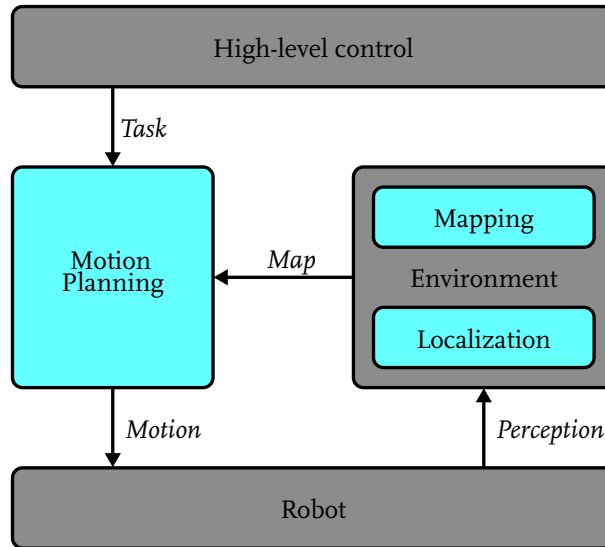 High-level control
Task
Mapping
Motion
Planning
Map
Environment
Localization
Motion
Perception
Robot